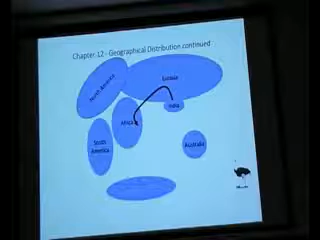 Chapter 12 - Geographical Distribution continued
North America
Eurasia
India
Africa
South
America
Australia